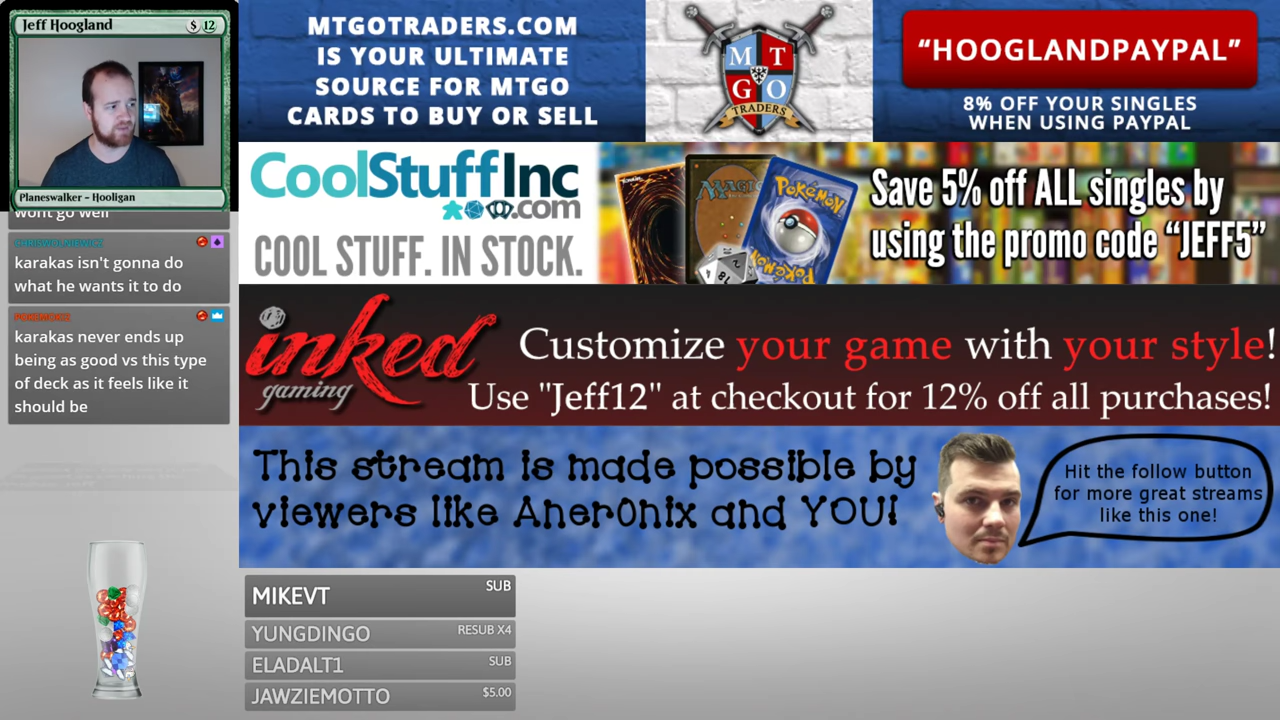 Jeff Hoogland
$ 12
Planeswalker ~ Hooligan
wont go well
CHRISWOLNIEWICZ
karakas isn't gonna do
what he wants it to do
karakas never ends up
being as good vs this type
of deck as it feels like it
should be
MTGOTRADERS.COM
IS YOUR ULTIMATE
SOURCE FOR MTGO
CARDS TO BUY OR SELL
M T
G O
TRADERS
“HOOGLANDPAYPAL”
8% OFF YOUR SINGLES
WHEN USING PAYPAL
CoolStuffInc
.com
COOL STUFF. IN STOCK.
MAGIC
Pokémon
18
Pokémon
Save 5% off ALL singles by
using the promo code “JEFF5”
inked
gaming
Customize your game with your style!
Use "Jeff12" at checkout for 12% off all purchases!
This stream is made possible by
viewers like Aner0hix and YOU!
Hit the follow button
for more great streams
like this one!
MIKEVT SUB
YUNGDINGO RESUB X4
ELADALT1 SUB
JAWZIEMOTTO $5.00